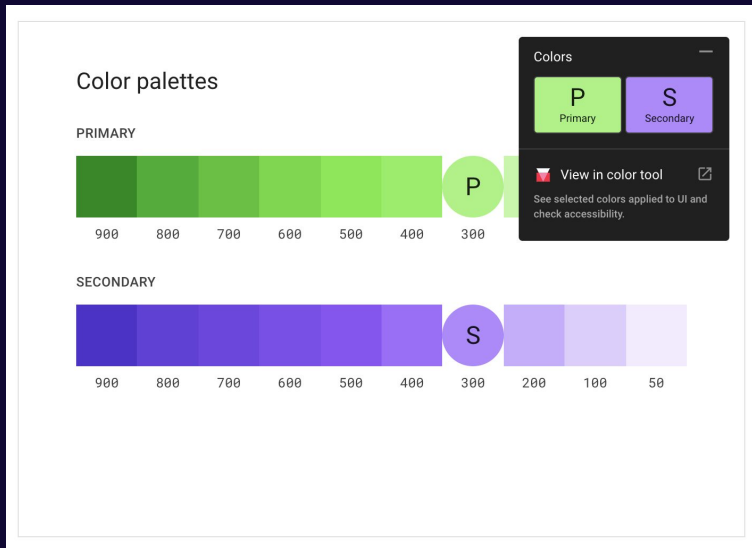 Color palettes
PRIMARY
P
900 800 700 600 500 400 300
SECONDARY
S
900 800 700 600 500 400 300 200 100 50
Colors
P
Primary
S
Secondary
View in color tool
See selected colors applied to UI and
check accessibility.